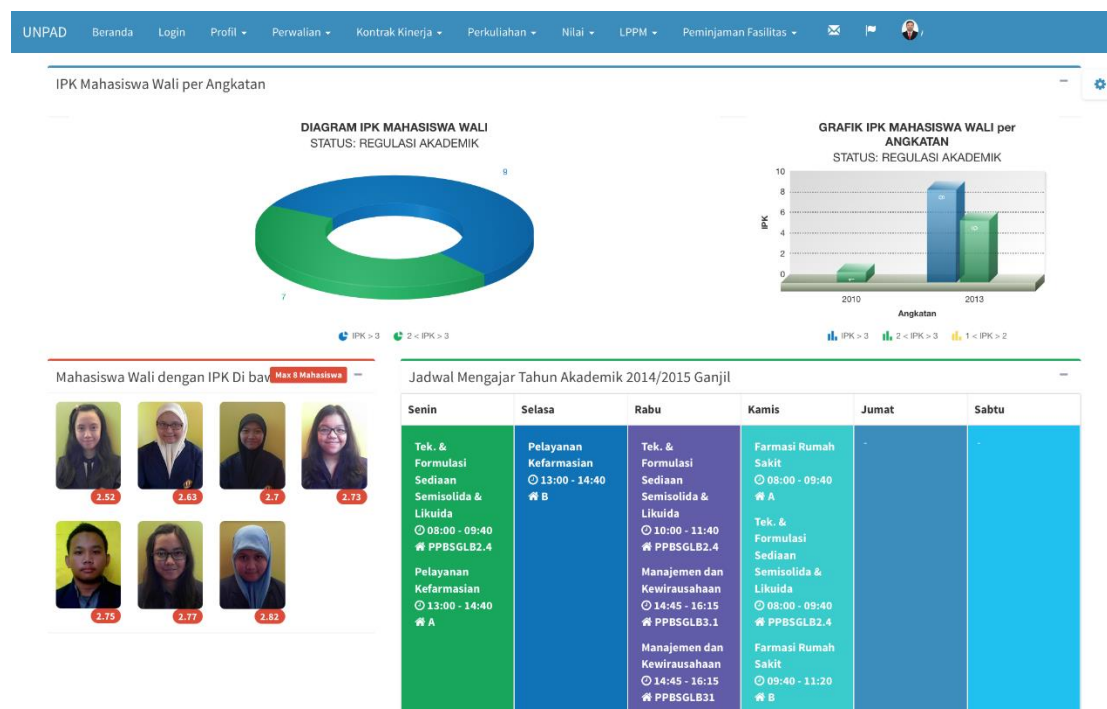 UNPAD Beranda Login Profil Perwalian Kontrak Kinerja Perkuliahan Nilai LPPM Peminjaman Fasilitas
IPK Mahasiswa Wali per Angkatan
DIAGRAM IPK MAHASISWA WALI
STATUS: REGULASI AKADEMIK
9
7
IPK > 3 2 < IPK > 3
GRAFIK IPK MAHASISWA WALI per
ANGKATAN
STATUS: REGULASI AKADEMIK
10
8
6
4
2
0
IPK
1
9
6
2010 2013
Angkatan
IPK > 3 2 < IPK > 3 1 < IPK > 2
Mahasiswa Wali dengan IPK Di
Max 8 Mahasiswa
2.52 2.63 2.7 2.73
2.75 2.77 2.82
Jadwal Mengajar Tahun Akademik 2014/2015 Ganjil
Senin
Tek. &
Formulasi
Sediaan
Semisolida &
Likuida
08:00 - 09:40
PPBSGLB2.4
Pelayanan
Kefarmasian
13:00 - 14:40
A
Selasa
Pelayanan
Kefarmasian
13:00 - 14:40
B
Rabu
Tek. &
Formulasi
Sediaan
Semisolida &
Likuida
10:00 - 11:40
PPBSGLB2.4
Manajemen dan
Kewirausahaan
14:45 - 16:15
PPBSGLB3.1
Manajemen dan
Kewirausahaan
14:45 - 16:15
PPBSGLB31
Kamis
Farmasi Rumah
Sakit
08:00 - 09:40
A
Tek. &
Formulasi
Sediaan
Semisolida &
Likuida
08:00 - 09:40
PPBSGLB2.4
Farmasi Rumah
Sakit
09:40 - 11:20
B
Jumat
-
Sabtu
-